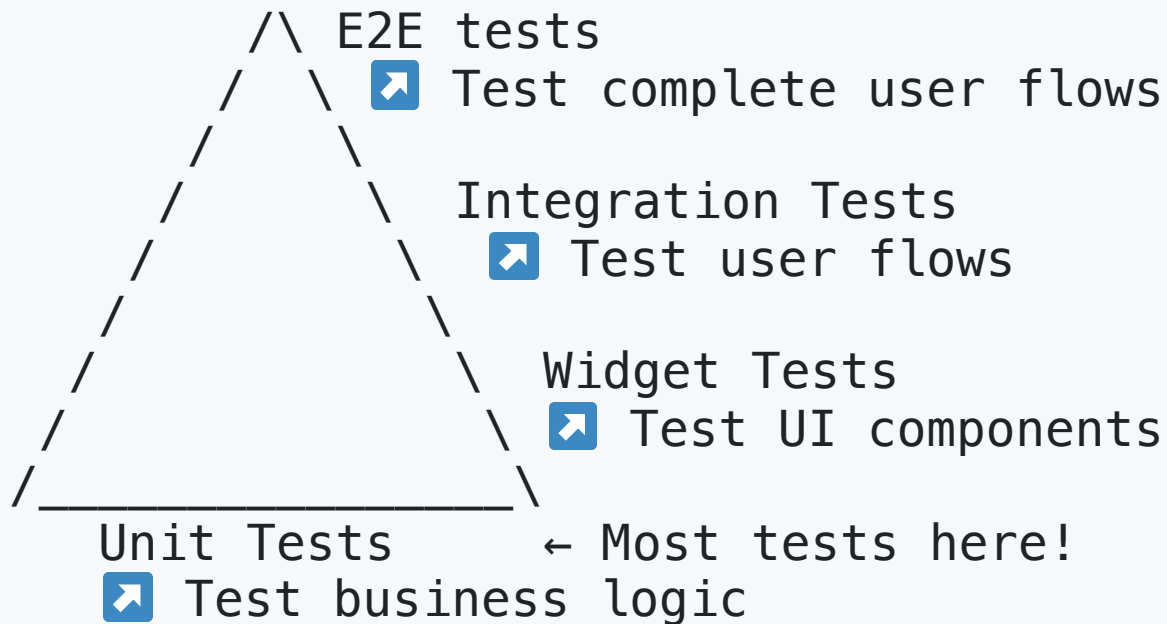 /\ E2E tests
/  \ ↗ Test complete user flows
/    \
/      \  Integration Tests
/        \  ↗ Test user flows
/          \
/            \  Widget Tests
/              \ ↗ Test UI components
/________________\
Unit Tests     ← Most tests here!
↗ Test business logic